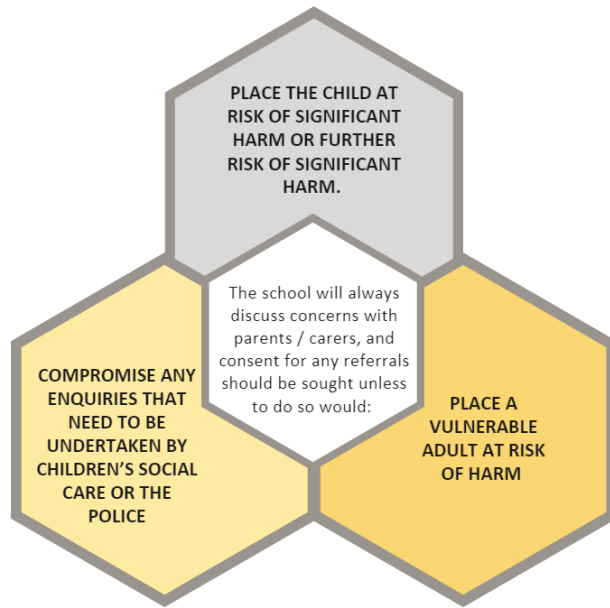 PLACE THE CHILD AT
RISK OF SIGNIFICANT
HARM OR FURTHER
RISK OF SIGNIFICANT
HARM.
The school will always
discuss concerns with
parents / carers, and
consent for any referrals
should be sought unless
to do so would:
COMPROMISE ANY
ENQUIRIES THAT
NEED TO BE
UNDERTAKEN BY
CHILDREN’S SOCIAL
CARE OR THE
POLICE
PLACE A
VULNERABLE
ADULT AT RISK
OF HARM